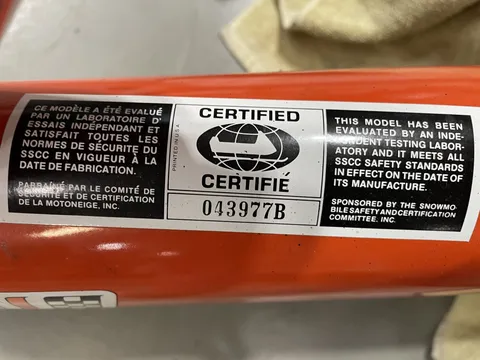 CE MODÈLE A ÉTÉ ÉVALUÉ
PAR UN LABORATOIRE D'
ESSAIS INDÉPENDANT ET
SATISFAIT TOUTES LES
NORMES DE SÉCURITÉ DU
SSCC EN VIGUEUR À LA
DATE DE FABRICATION.
PARRAINÉ PAR LE COMITÉ DE
SÉCURITÉ ET DE CERTIFICATION
DE LA MOTONEIGE, INC.
PRINTED IN U.S.A.
CERTIFIED
CERTIFIÉ
043977B
THIS MODEL HAS BEEN
EVALUATED BY AN INDE-
PENDENT TESTING LABOR-
ATORY AND IT MEETS ALL
SSCC SAFETY STANDARDS
IN EFFECT ON THE DATE OF
ITS MANUFACTURE.
SPONSORED BY THE SNOWMO-
BILE SAFETY AND CERTIFICATION
COMMITTEE, INC.